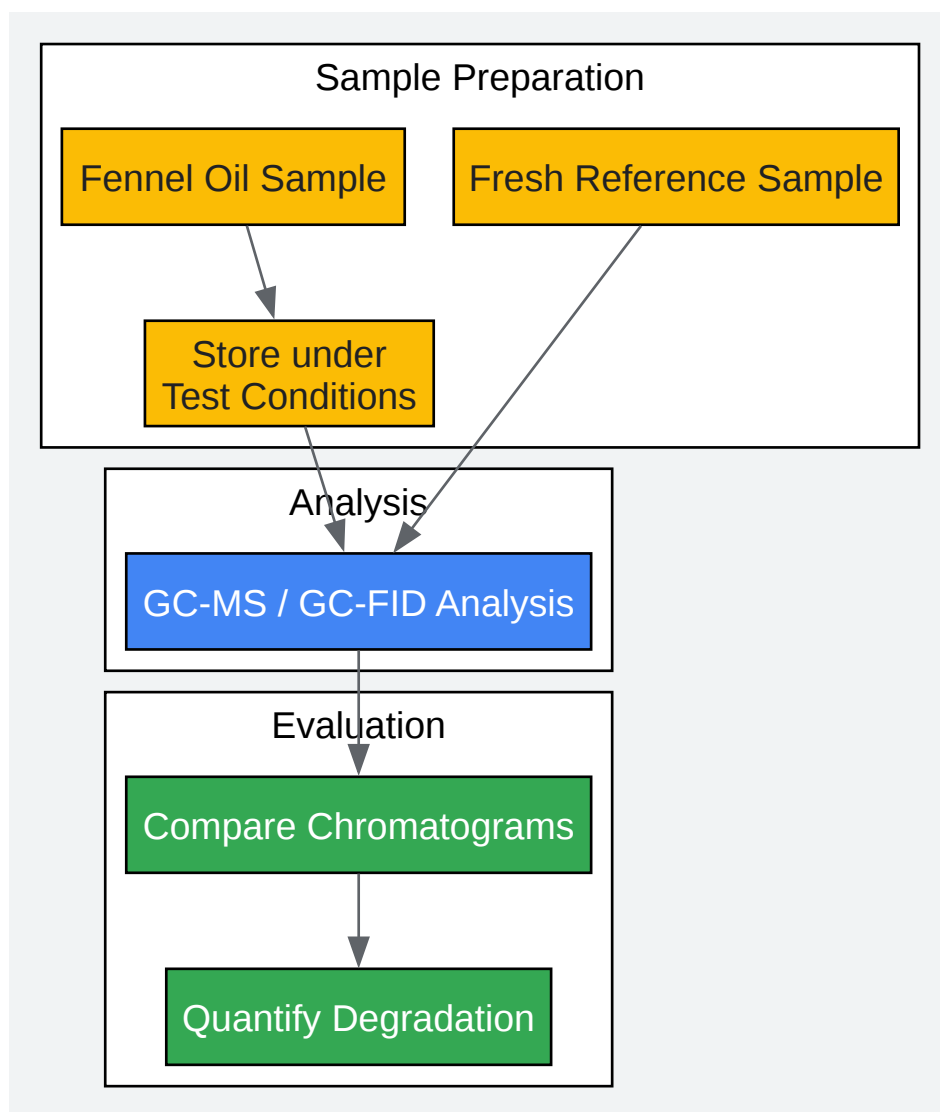 Sample Preparation
Fennel Oil Sample
Fresh Reference Sample
Store under
Test Conditions
Analysis
GC-MS / GC-FID Analysis
Evaluation
Compare Chromatograms
Quantify Degradation